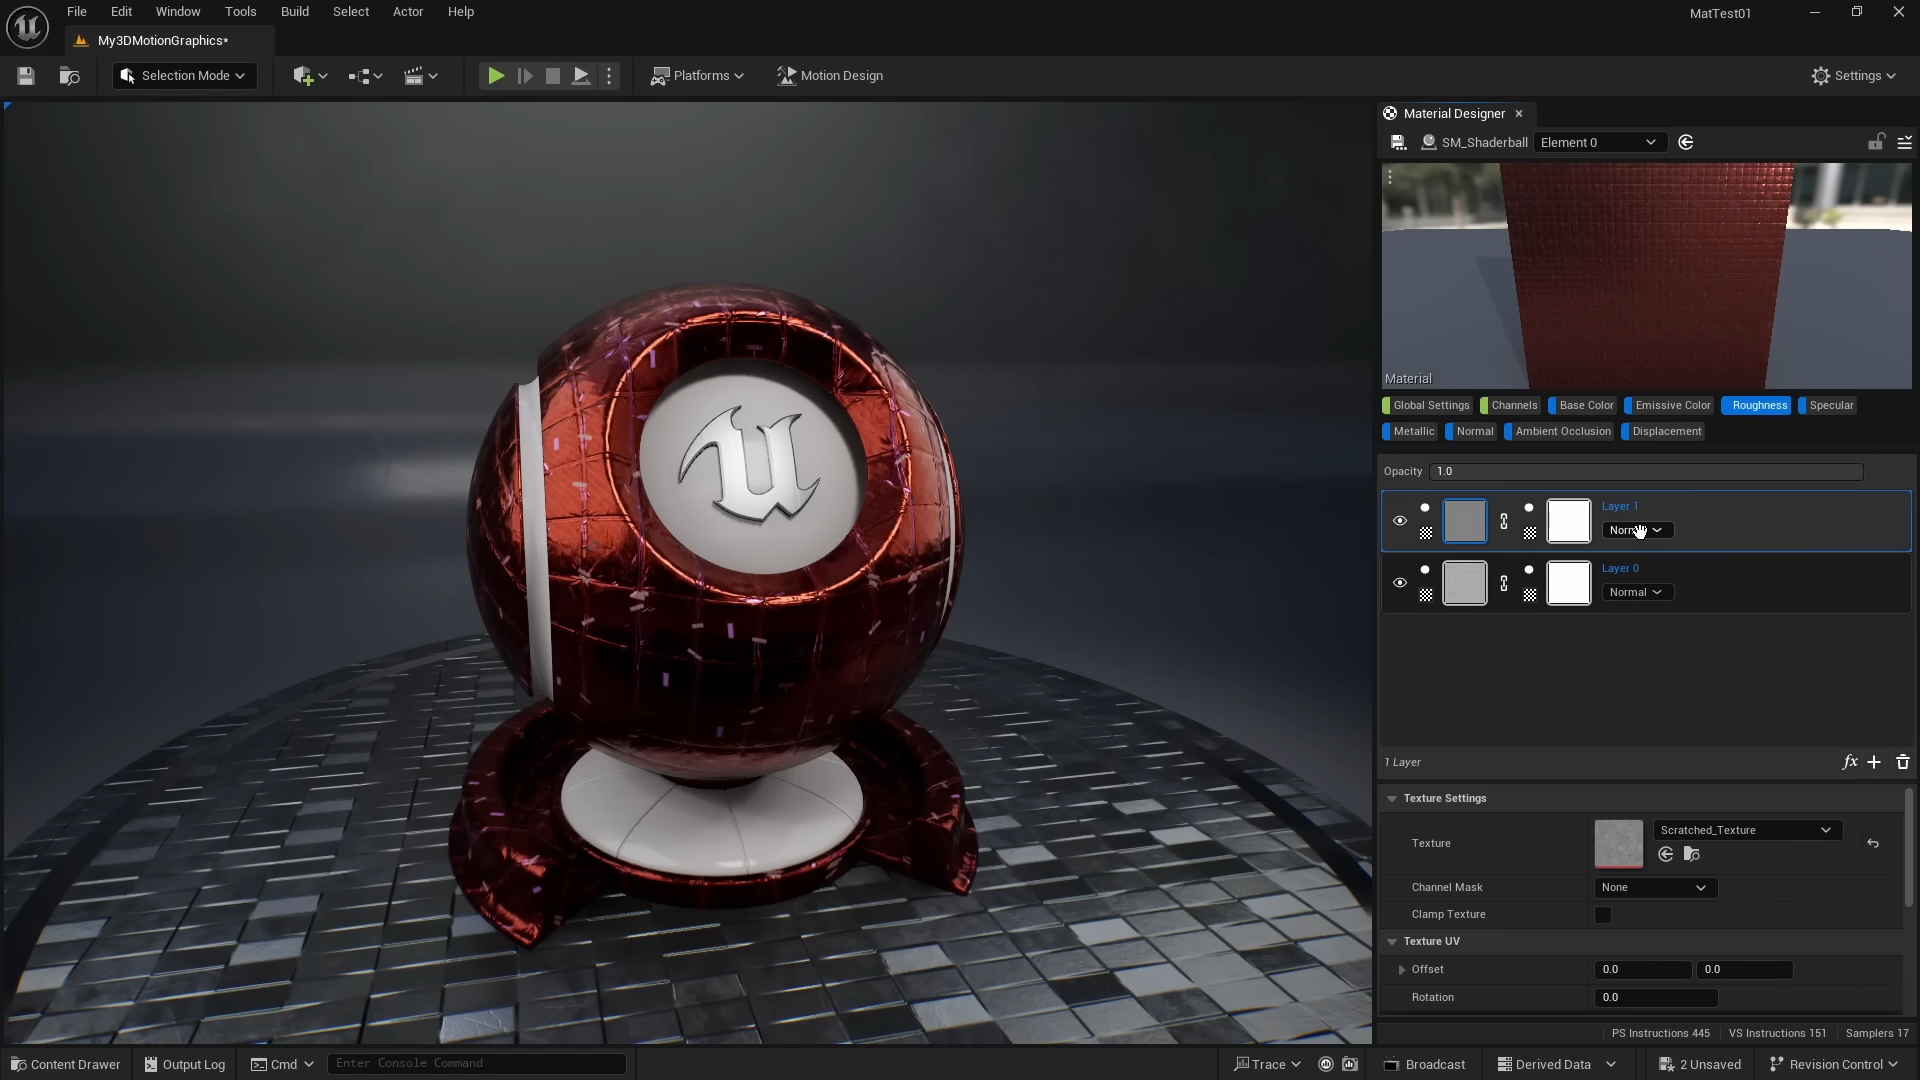 File Edit Window Tools Build Select Actor Help
MatTest01
My3DMotionGraphics*
Selection Mode
Platforms
Motion Design
Settings
Material Designer
SM_Shaderball
Element 0
Material
Global Settings Channels Base Color Emissive Color Roughness Specular
Metallic Normal Ambient Occlusion Displacement
Opacity 1.0
Layer 1
Layer 0
Normal
1 Layer
fx
Texture Settings
Texture
Scratched_Texture
Channel Mask None
Clamp Texture
Texture UV
Offset 0.0 0.0
Rotation 0.0
PS Instructions 445 VS Instructions 151 Samplers 17
Content Drawer Output Log Cmd Enter Console Command Trace Broadcast Derived Data 2 Unsaved Revision Control